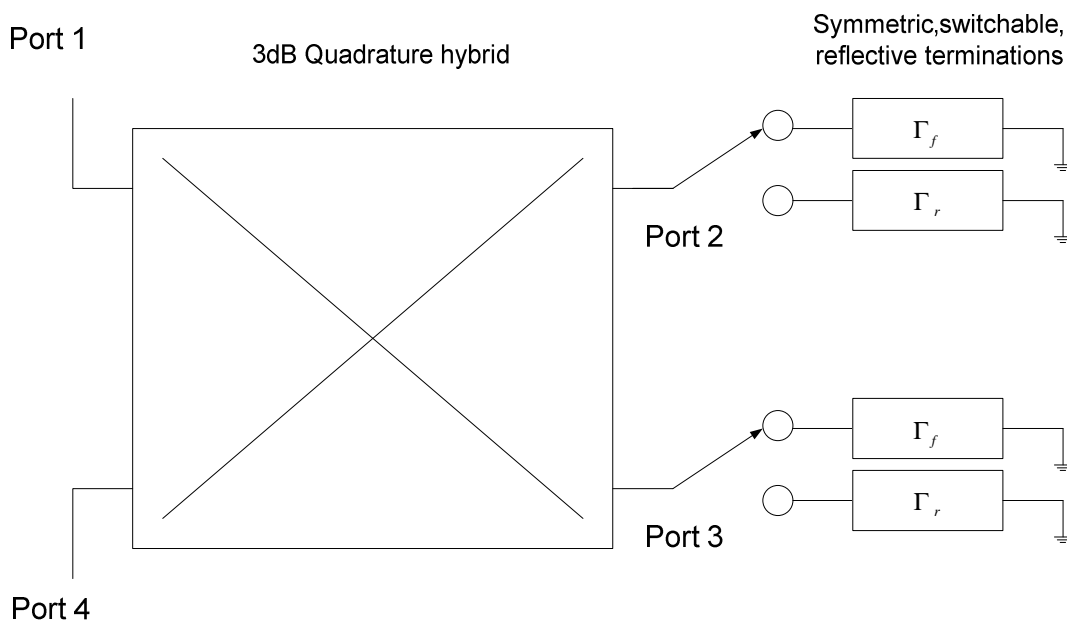 Port 1
3dB Quadrature hybrid
Symmetric,switchable,
reflective terminations
Γf
Γr
Port 2
Γf
Γr
Port 3
Port 4